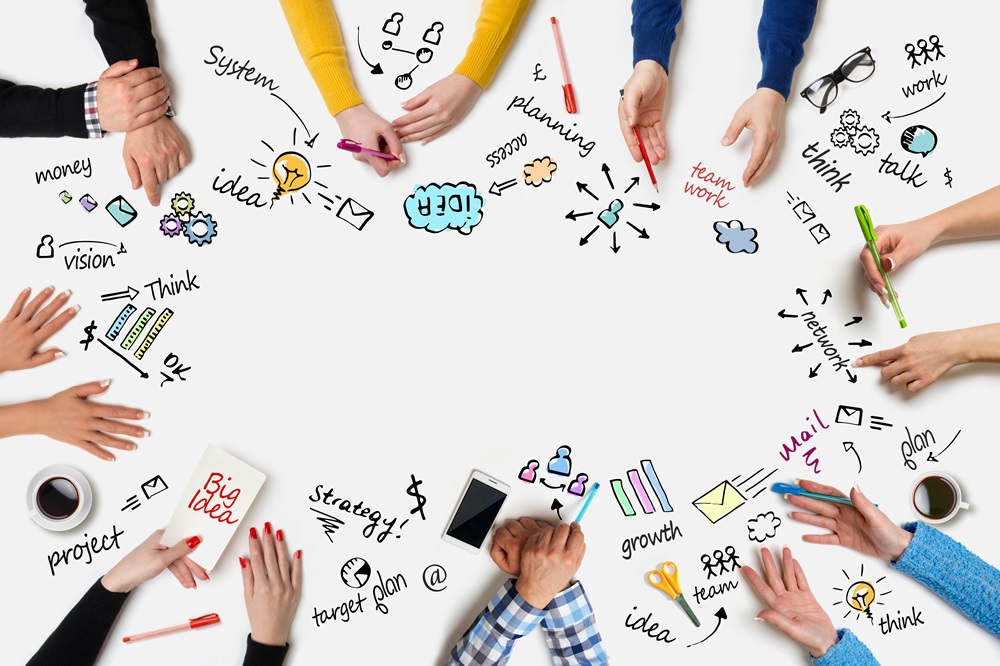 System
£
planning
work
access
money
idea
IDEA
team
work
think
talk
$
vision
Think
$
OK
network
mail
plan
Big
Idea
Strategy!
$
project
growth
target plan
@
team
idea
think